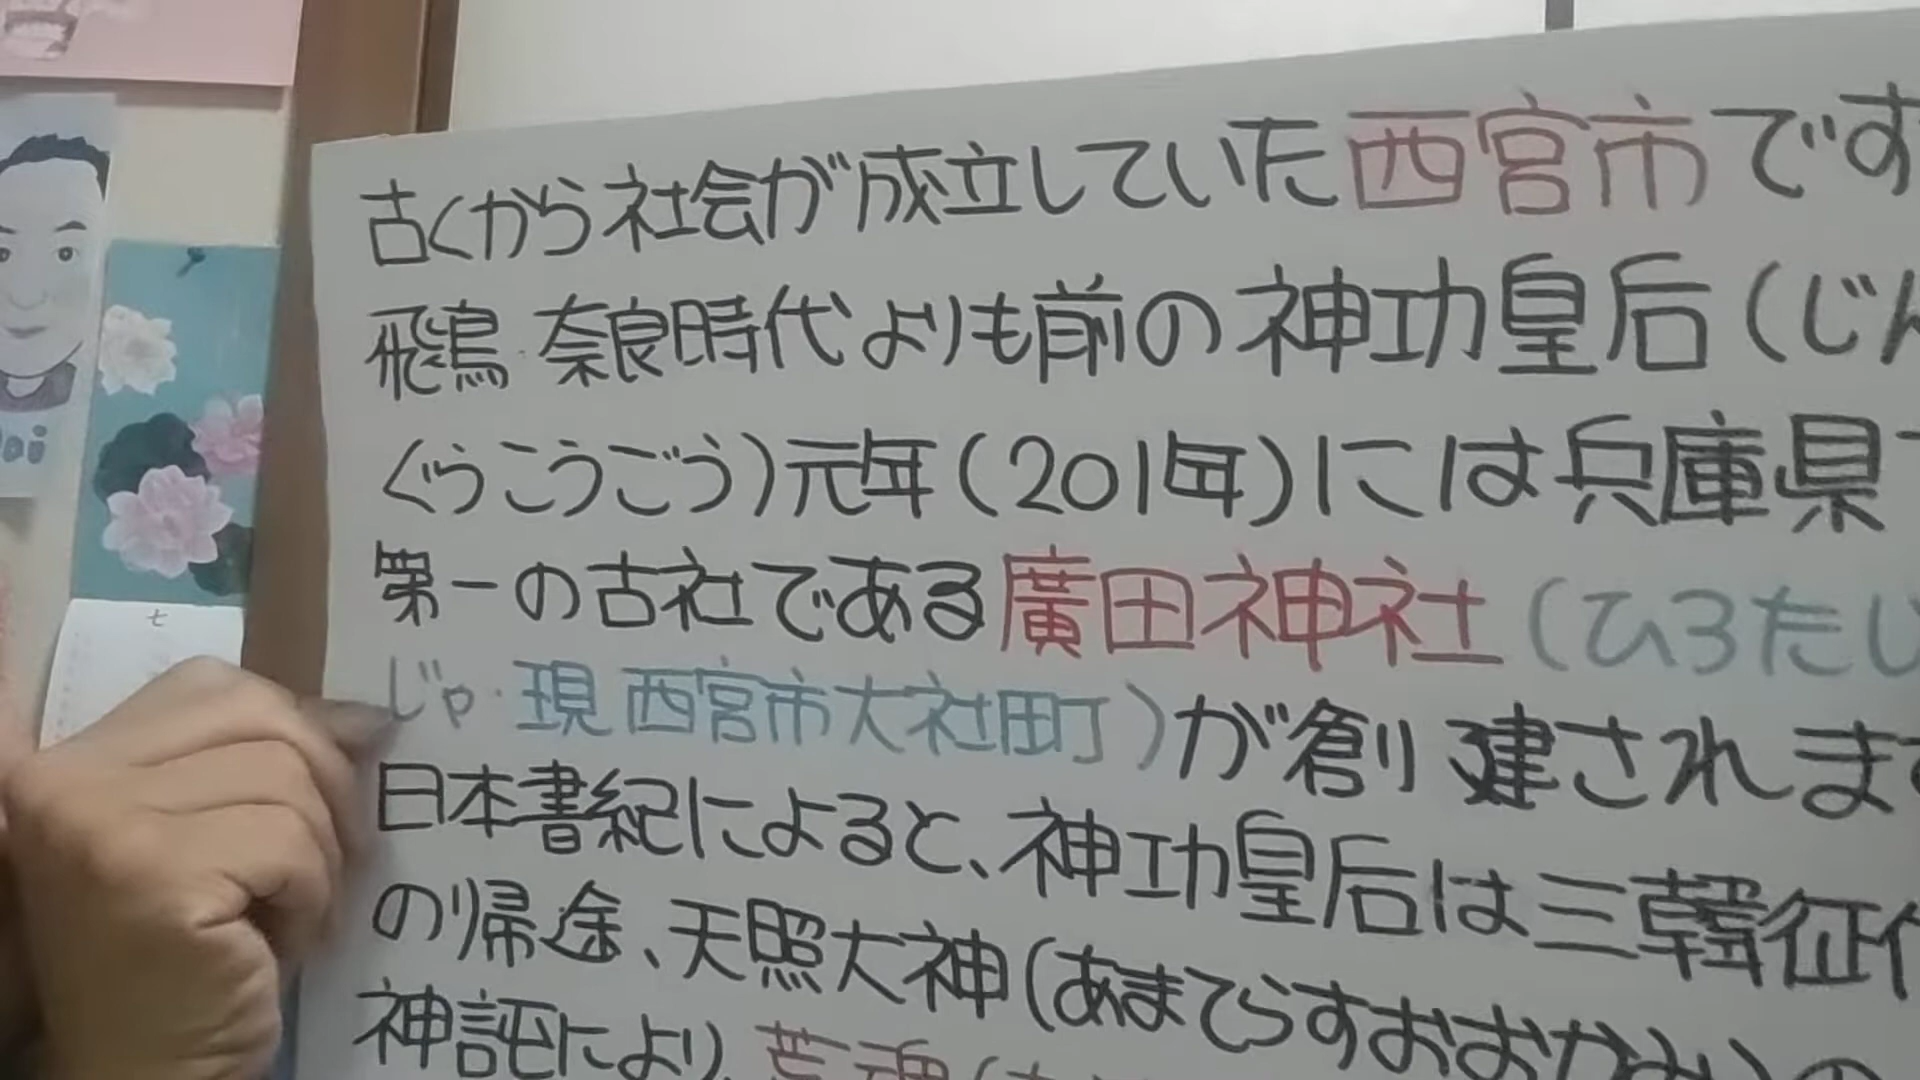 古くから社会が成立していた西宮市です
飛鳥・奈良時代よりも前の神功皇后(じん
ぐうこうごう)元年(201年)には兵庫県
第一の古社である廣田神社(ひろたじ
じゃ・現 西宮市大社町)が創建されます
日本書紀によると、神功皇后は三韓征伐
の帰途、天照大神(あまてらすおおかみ)の
神託により、荒魂(
七